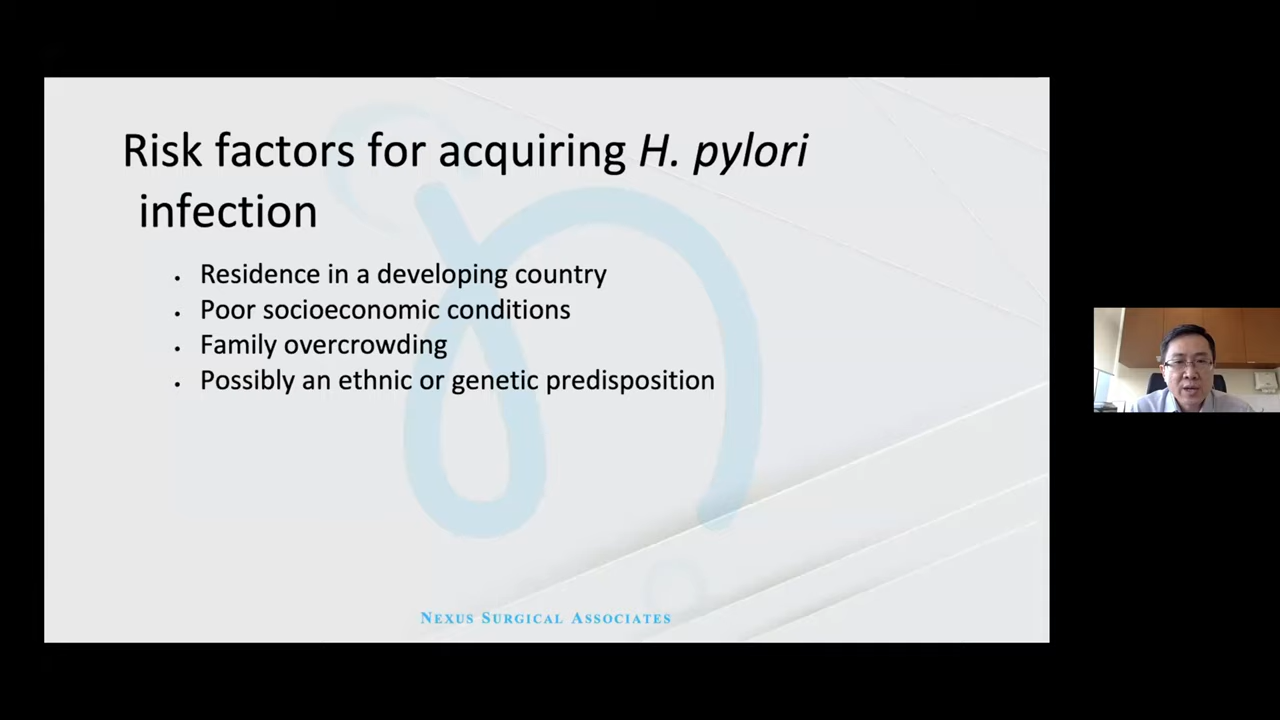 Risk factors for acquiring H. pylori
infection
• Residence in a developing country
• Poor socioeconomic conditions
• Family overcrowding
• Possibly an ethnic or genetic predisposition
NEXUS SURGICAL ASSOCIATES